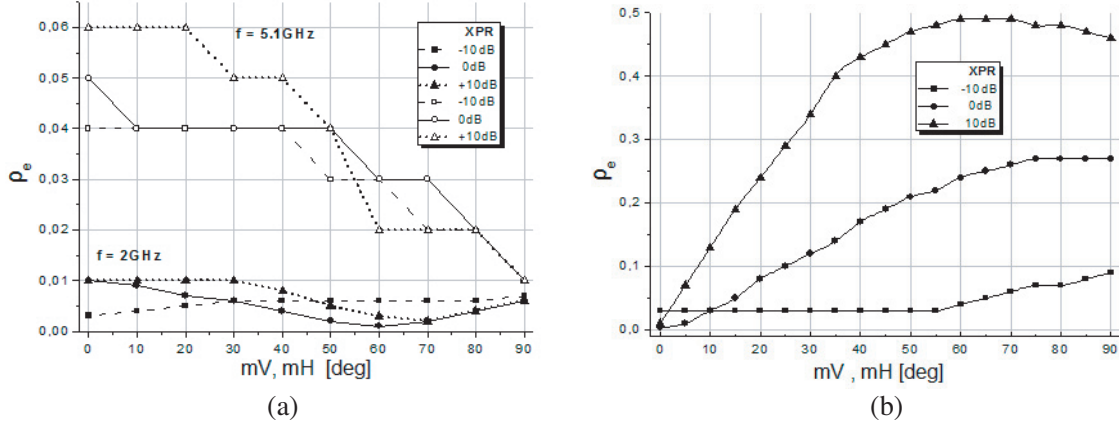 0,06
0,05
0,04
0,03
0,02
0,01
0,00
ρe
f = 5.1GHz
f = 2GHz
XPR
-10dB
0dB
+10dB
-10dB
0dB
+10dB
0 10 20 30 40 50 60 70 80 90
mV, mH [deg]
(a)
0,5
0,4
0,3
0,2
0,1
0,0
ρe
XPR
-10dB
0dB
10dB
0 10 20 30 40 50 60 70 80 90
mV , mH [deg]
(b)